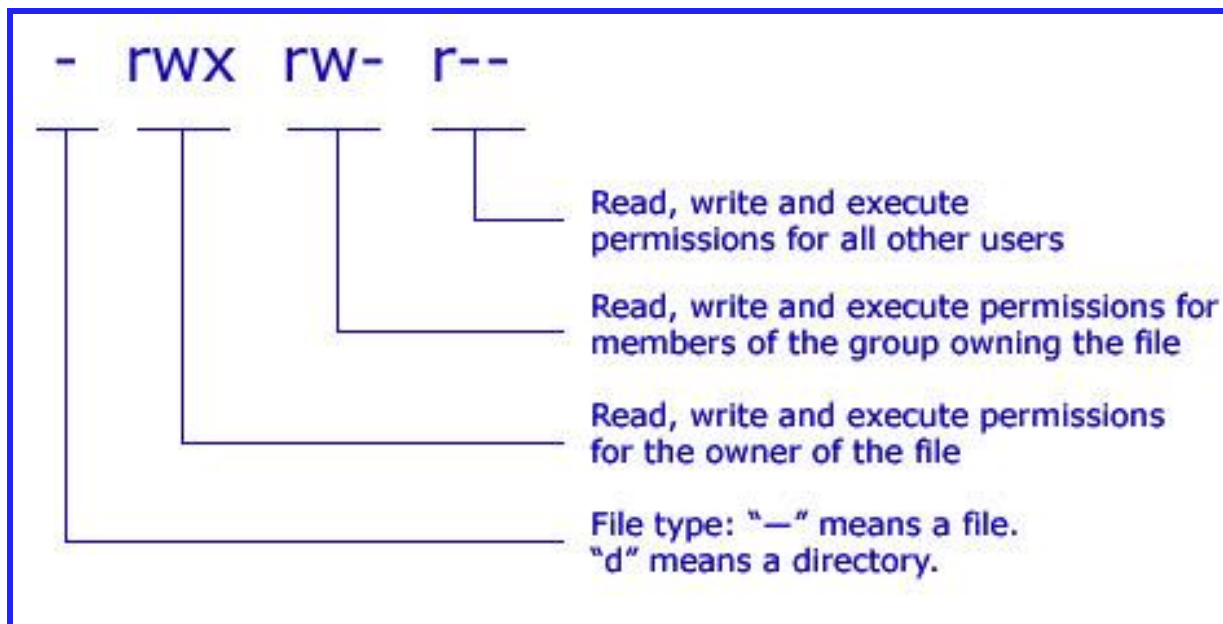 - rwx rw- r--
Read, write and execute
permissions for all other users
Read, write and execute permissions for
members of the group owning the file
Read, write and execute permissions
for the owner of the file
File type: “—” means a file.
“d” means a directory.